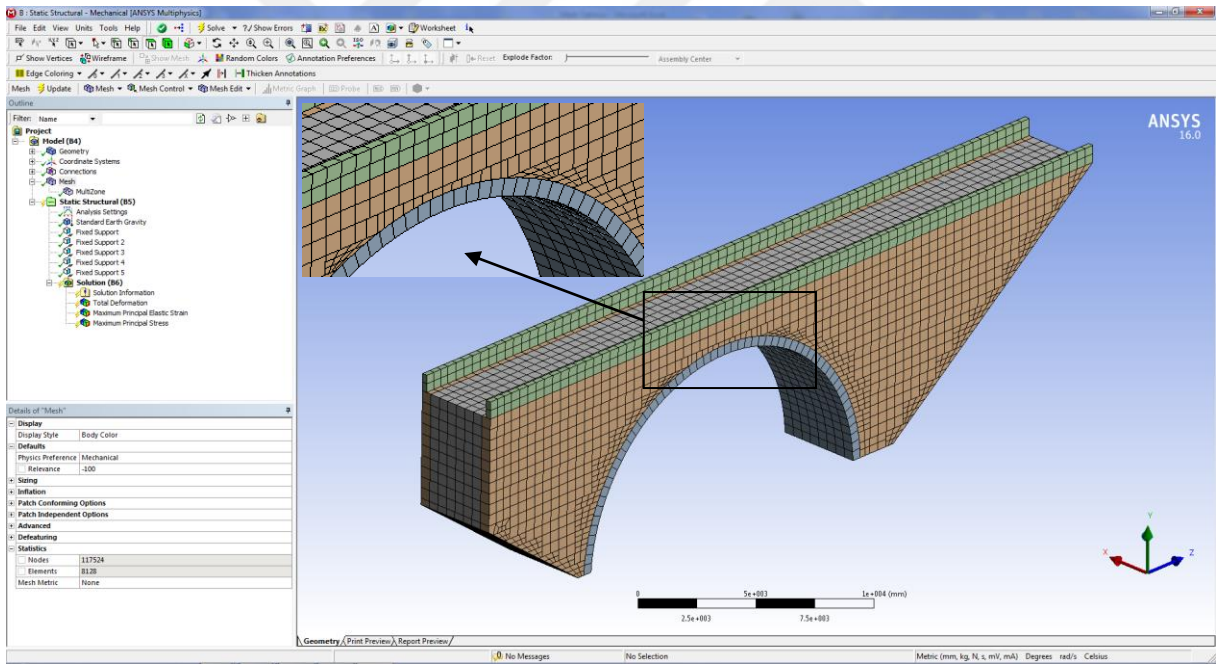 B : Static Structural - Mechanical [ANSYS Multiphysics]
File Edit View Units Tools Help Solve ?/ Show Errors Worksheet
Show Vertices Wireframe Show Mesh Random Colors Annotation Preferences Reset Explode Factor: Assembly Center
Edge Coloring Thicken Annotations
Mesh Update Mesh Mesh Control Mesh Edit Metric Graph Probe
Outline
Filter: Name
Project
Model (B4)
Geometry
Coordinate Systems
Connections
Mesh
MultiZone
Static Structural (B5)
Analysis Settings
Standard Earth Gravity
Fixed Support
Fixed Support 2
Fixed Support 3
Fixed Support 4
Fixed Support 5
Solution (B6)
Solution Information
Total Deformation
Maximum Principal Elastic Strain
Maximum Principal Stress
Details of "Mesh"
Display
Display Style Body Color
Defaults
Physics Preference Mechanical
Relevance -100
Sizing
Inflation
Patch Conforming Options
Patch Independent Options
Advanced
Defeaturing
Statistics
Nodes 117524
Elements 8128
Mesh Metric None
ANSYS
16.0
Y
X Z
0 5e+003 1e+004 (mm)
2.5e+003 7.5e+003
Geometry Print Preview Report Preview
No Messages No Selection Metric (mm, kg, N, s, mV, mA) Degrees rad/s Celsius